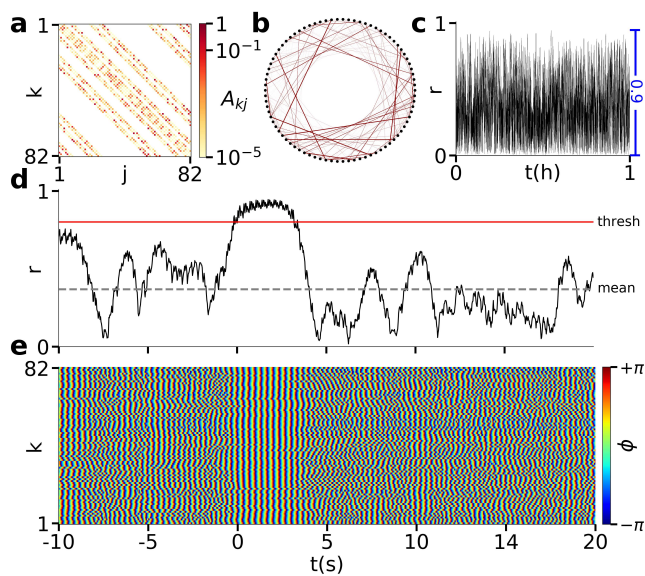 a
1
k
82
1
j
82
1
10⁻¹
A_kj
10⁻⁵
b
c
1
r
0
0
t(h)
1
0.9
d
1
r
0
thresh
mean
e
82
k
1
-10
-5
0
5
10
14
20
t(s)
+π
ϕ
−π